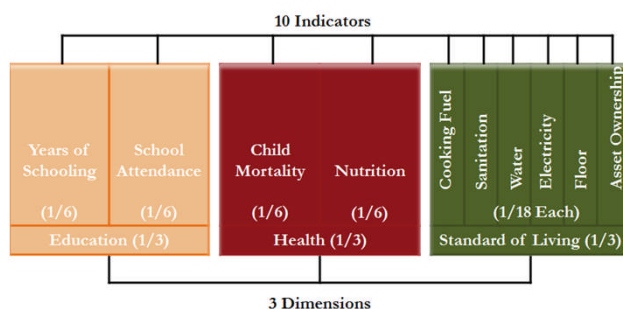 10 Indicators
Years of
Schooling
(1/6)
School
Attendance
(1/6)
Education (1/3)
Child
Mortality
(1/6)
Nutrition
(1/6)
Health (1/3)
Cooking Fuel
Sanitation
Water
Electricity
Floor
Asset Ownership
(1/18 Each)
Standard of Living (1/3)
3 Dimensions